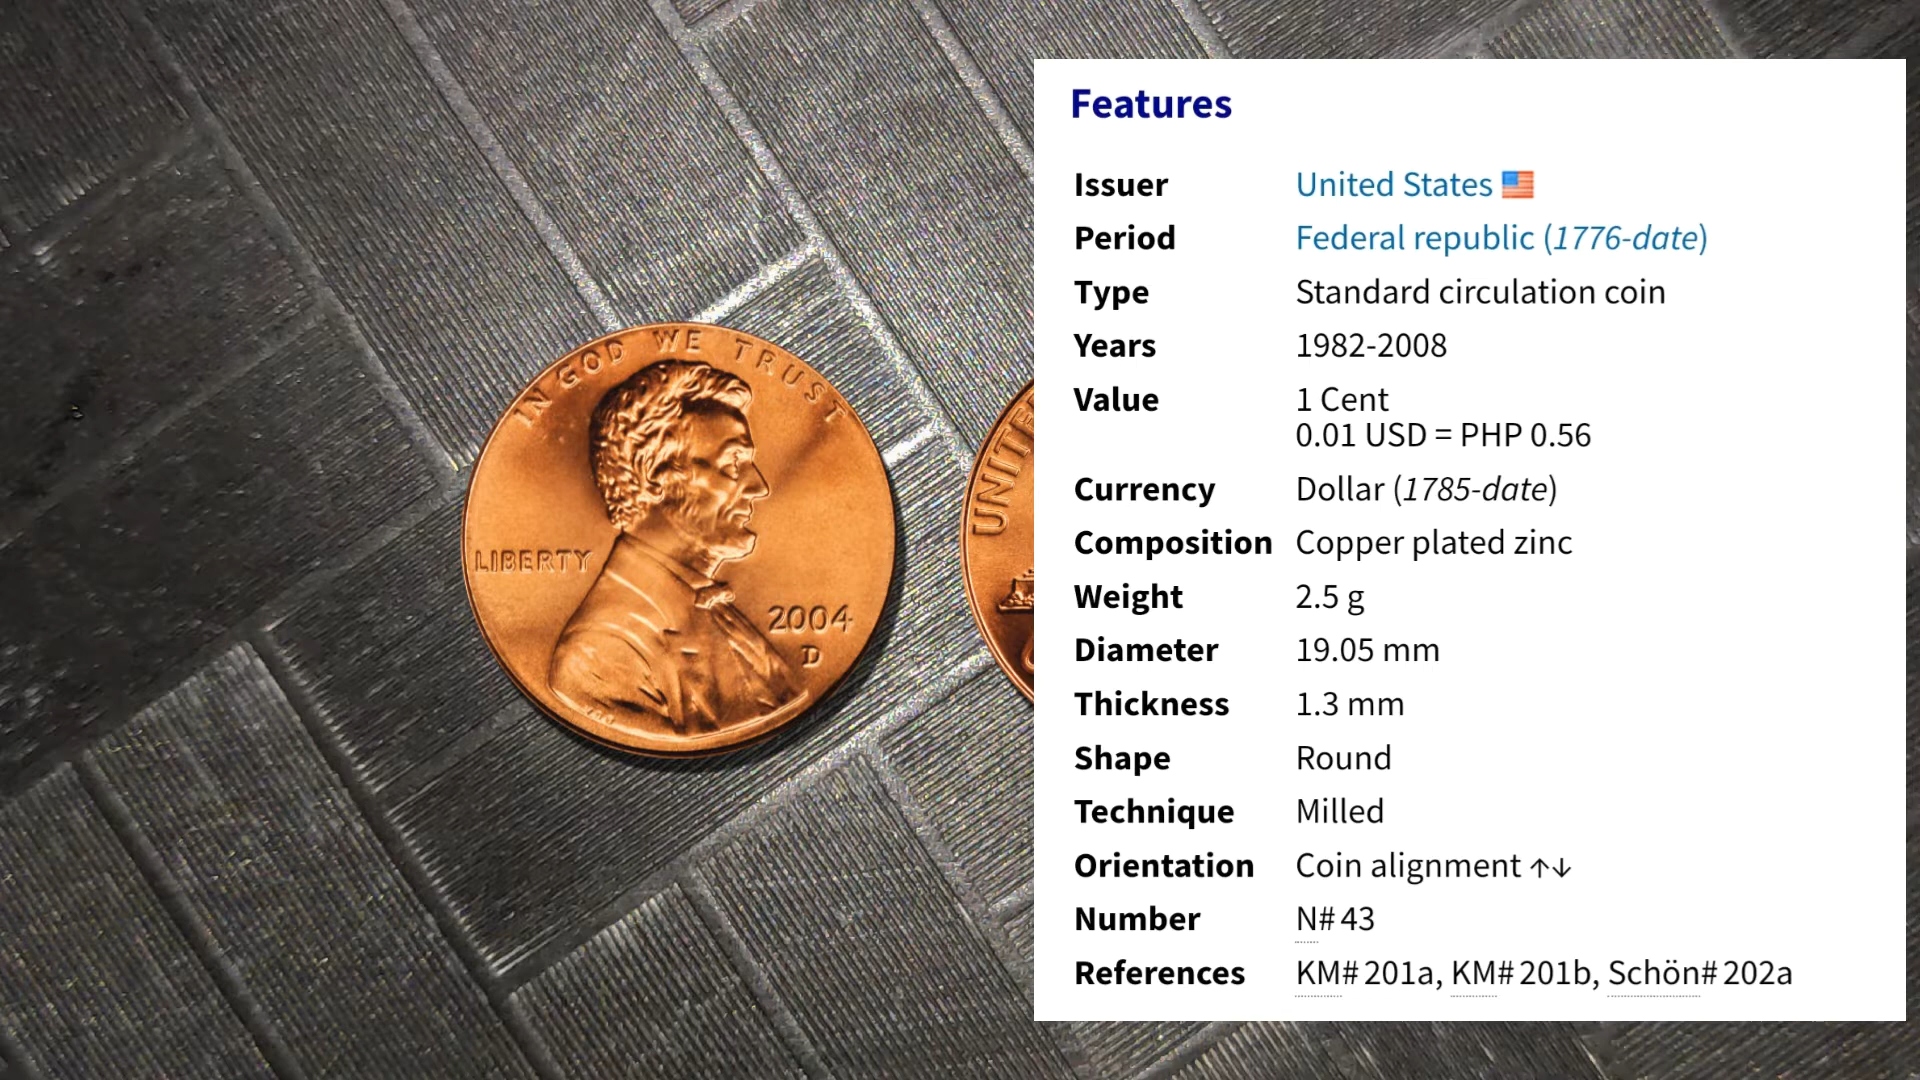 IN GOD WE TRUST
LIBERTY
2004
D
UNITE
Features
Issuer United States
Period Federal republic (1776-date)
Type Standard circulation coin
Years 1982-2008
Value 1 Cent
0.01 USD = PHP 0.56
Currency Dollar (1785-date)
Composition Copper plated zinc
Weight 2.5 g
Diameter 19.05 mm
Thickness 1.3 mm
Shape Round
Technique Milled
Orientation Coin alignment ↑↓
Number N# 43
References KM# 201a, KM# 201b, Schön# 202a